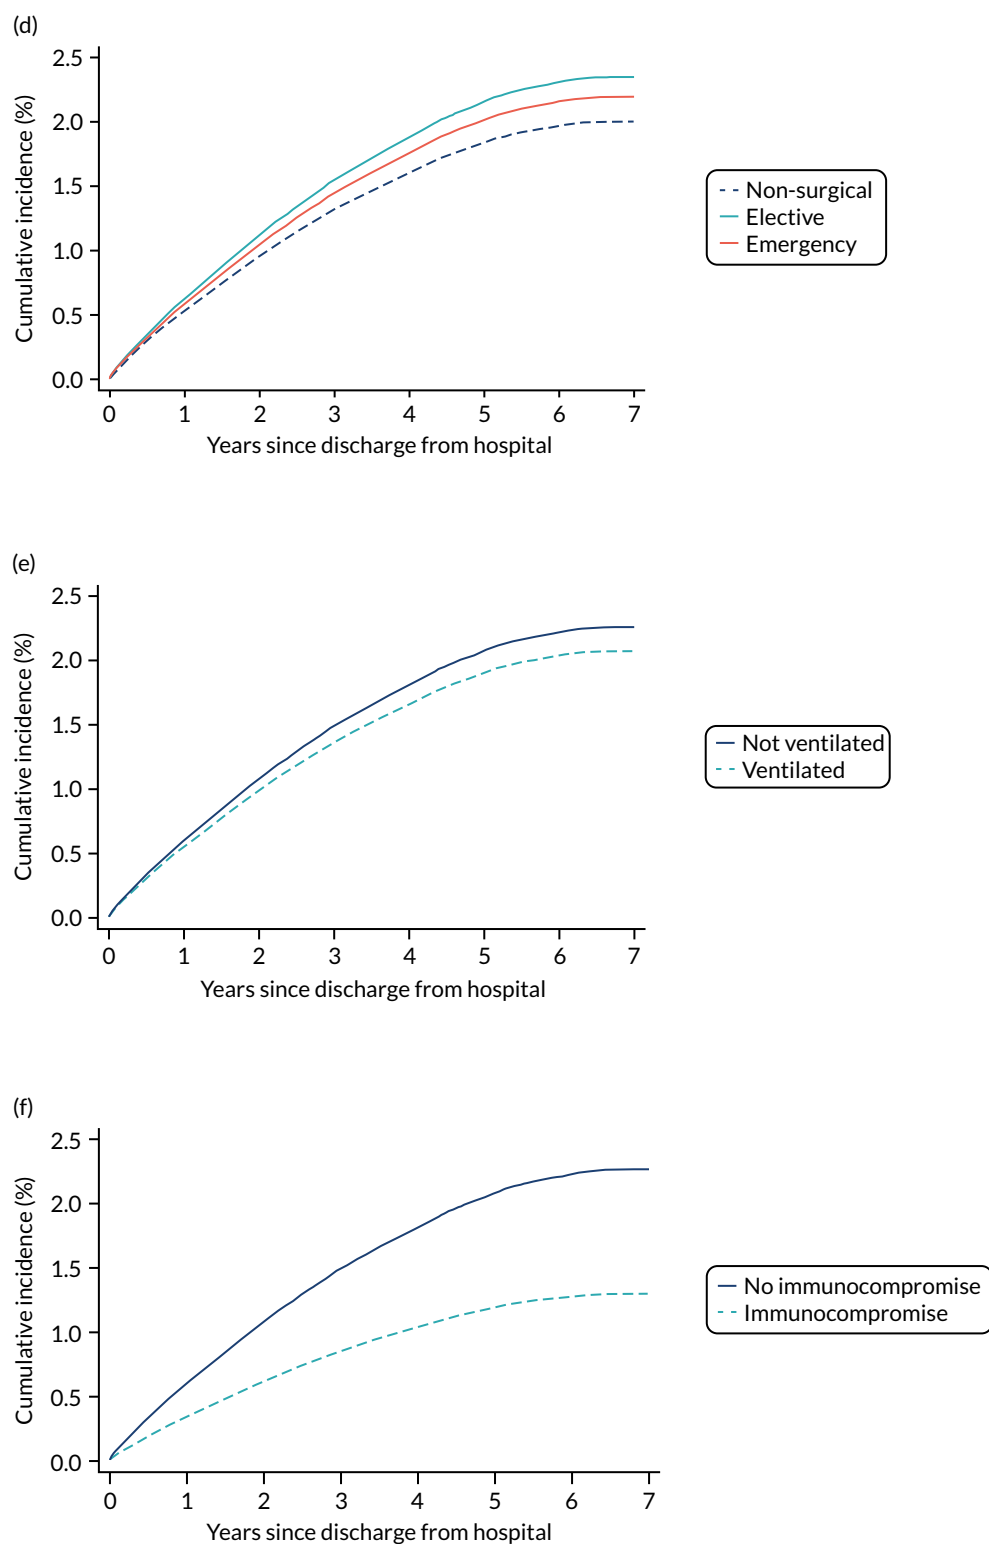 (d)
2.5
2.0
1.5
1.0
0.5
0.0
Cumulative incidence (%)
0 1 2 3 4 5 6 7
Years since discharge from hospital
Non-surgical
Elective
Emergency
(e)
2.5
2.0
1.5
1.0
0.5
0.0
Cumulative incidence (%)
0 1 2 3 4 5 6 7
Years since discharge from hospital
Not ventilated
Ventilated
(f)
2.5
2.0
1.5
1.0
0.5
0.0
Cumulative incidence (%)
0 1 2 3 4 5 6 7
Years since discharge from hospital
No immunocompromise
Immunocompromise